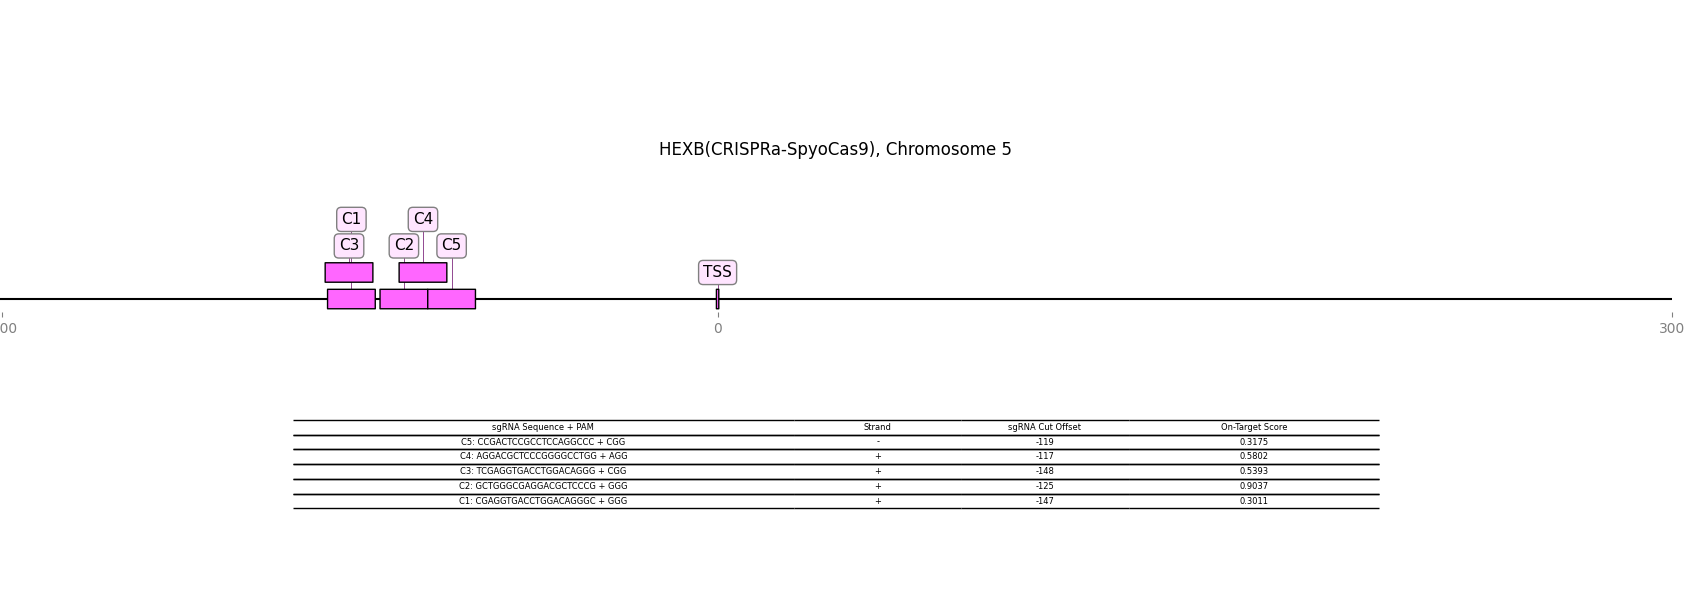 HEXB(CRISPRa-SpyoCas9), Chromosome 5
C1 C4
C3 C2 C5
TSS
00 0 300
sgRNA Sequence + PAM Strand sgRNA Cut Offset On-Target Score
C5: CCGACTCCGCCTCCAGGCCC + CGG - -119 0.3175
C4: AGGACGCTCCCGGGGCCTGG + AGG + -117 0.5802
C3: TCGAGGTGACCTGGACAGGG + CGG + -148 0.5393
C2: GCTGGGCGAGGACGCTCCCG + GGG + -125 0.9037
C1: CGAGGTGACCTGGACAGGGC + GGG + -147 0.3011